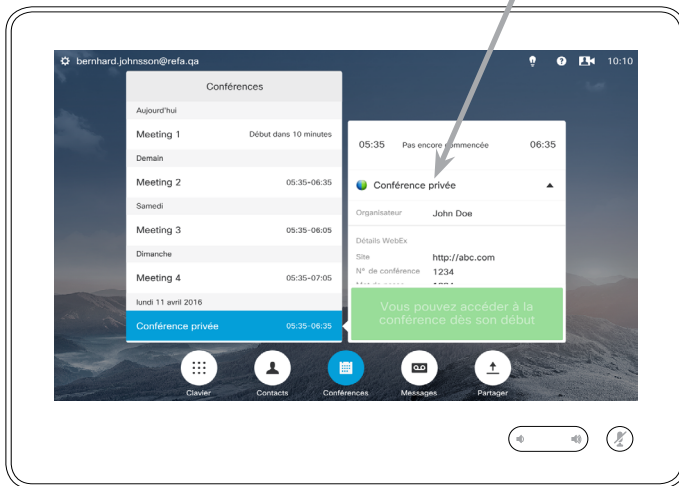 bernhard.johnsson@refa.qa
10:10
Conférences
Aujourd'hui
Meeting 1 Début dans 10 minutes
Demain
Meeting 2 05:35-06:35
Samedi
Meeting 3 05:35-06:05
Dimanche
Meeting 4 05:35-07:05
lundi 11 avril 2016
Conférence privée 05:35-06:35
05:35 Pas encore commencée 06:35
Conférence privée
Organisateur John Doe
Détails WebEx
Site http://abc.com
N° de conférence 1234
Vous pouvez accéder à la
conférence dès son début
Clavier Contacts Conférences Messages Partager